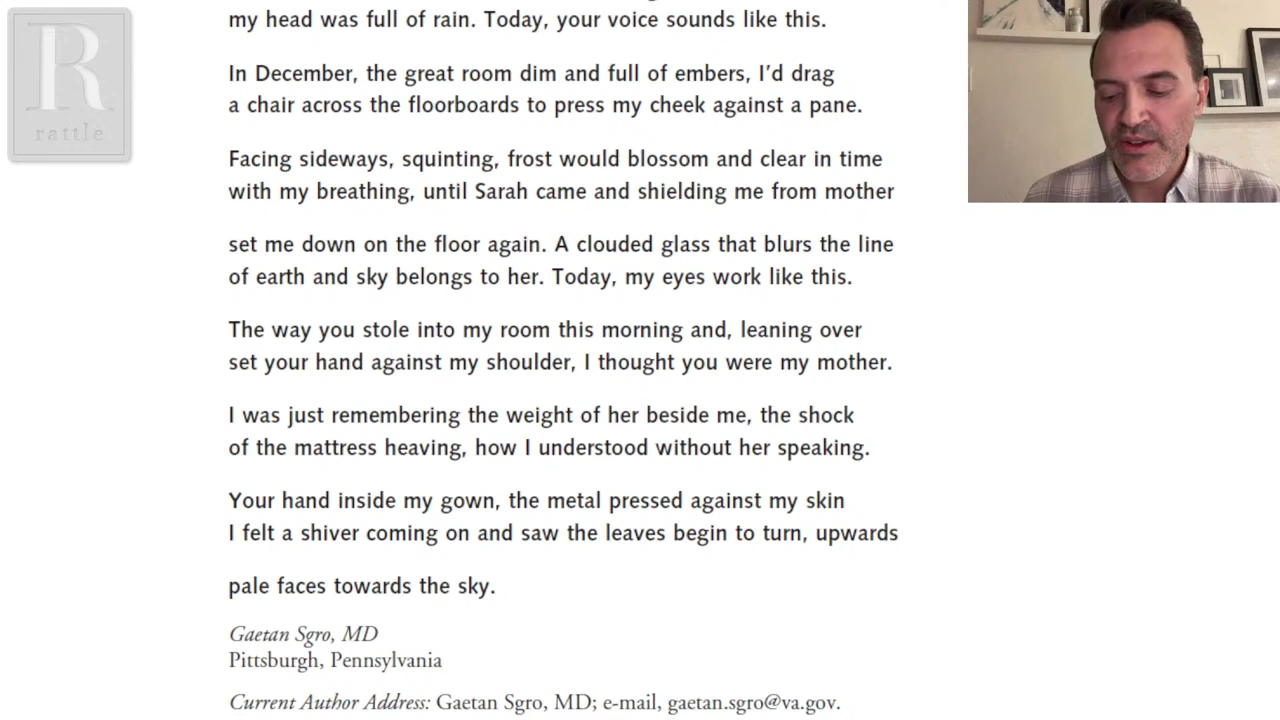 R
rattle
my head was full of rain. Today, your voice sounds like this.
In December, the great room dim and full of embers, I’d drag
a chair across the floorboards to press my cheek against a pane.
Facing sideways, squinting, frost would blossom and clear in time
with my breathing, until Sarah came and shielding me from mother
set me down on the floor again. A clouded glass that blurs the line
of earth and sky belongs to her. Today, my eyes work like this.
The way you stole into my room this morning and, leaning over
set your hand against my shoulder, I thought you were my mother.
I was just remembering the weight of her beside me, the shock
of the mattress heaving, how I understood without her speaking.
Your hand inside my gown, the metal pressed against my skin
I felt a shiver coming on and saw the leaves begin to turn, upwards
pale faces towards the sky.
Gaetan Sgro, MD
Pittsburgh, Pennsylvania
Current Author Address: Gaetan Sgro, MD; e-mail, gaetan.sgro@va.gov.